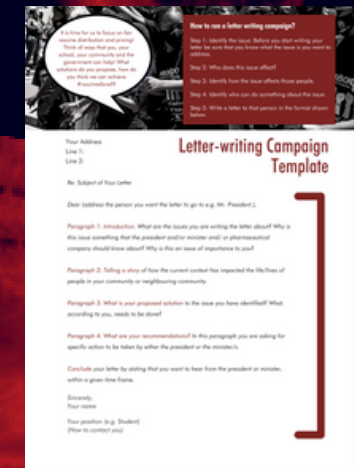 It is time for us to focus on fair
vaccine distribution and pricing!
Think of ways that you, your
school, your community and the
government can help! What
solutions do you propose, how do
you think we can achieve
#vaccinesforall?
How to run a letter writing campaign?
Step 1: Identify the issue. Before you start writing your
letter be sure that you know what the issue is you want to
address.
Step 2: Who does this issue affect?
Step 3: Identify how the issue affects those people.
Step 4: Identify who can do something about the issue.
Step 5: Write a letter to that person in the format shown
below.
Your Address:
Line 1:
Line 2:
Letter-writing Campaign
Template
Re: Subject of Your Letter
Dear (address the person you want the letter to go to e.g. Mr. President),
Paragraph 1: Introduction. What are the issues you are writing the letter about? Why is
this issue something that the president and/or minister and/ or pharmaceutical
company should know about? Why is this an issue of importance to you?
Paragraph 2: Telling a story of how the current context has impacted the life/lives of
people in your community or neighbouring community.
Paragraph 3: What is your proposed solution to the issue you have identified? What,
according to you, needs to be done?
Paragraph 4: What are your recommendations? In this paragraph you are asking for
specific action to be taken by either the president or the minister/s.
Conclude your letter by stating that you want to hear from the president or minister,
within a given time frame.
Sincerely,
Your name
Your position (e.g. Student)
(How to contact you)